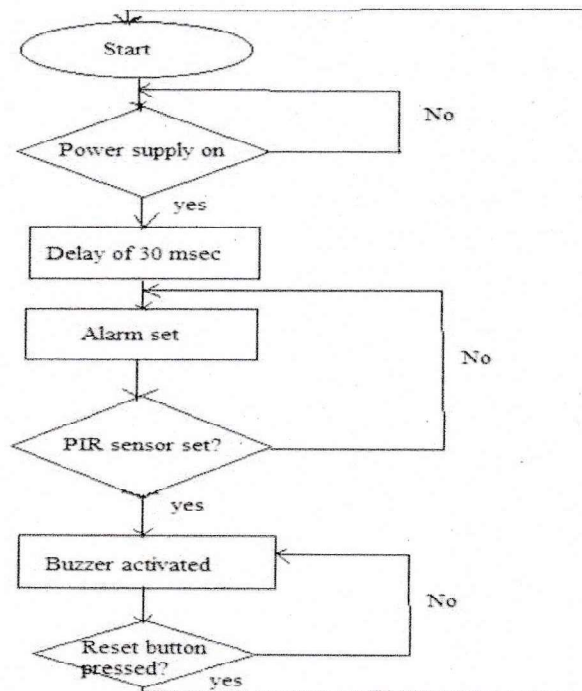 Start
No
Power supply on
yes
Delay of 30 msec
Alarm set
No
PIR sensor set?
yes
Buzzer activated
No
Reset button
pressed?
yes